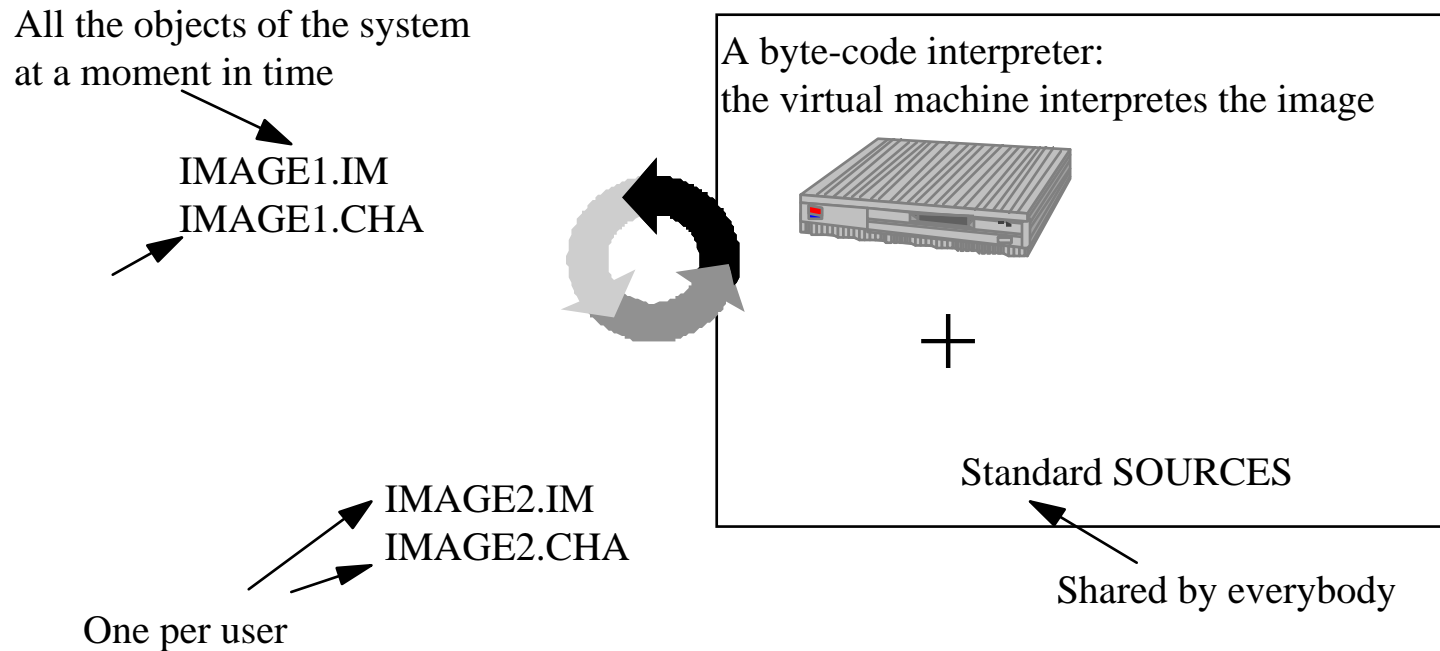 All the objects of the system
at a moment in time
IMAGE1.IM
IMAGE1.CHA
A byte-code interpreter:
the virtual machine interpretes the image
Standard SOURCES
Shared by everybody
IMAGE2.IM
IMAGE2.CHA
One per user